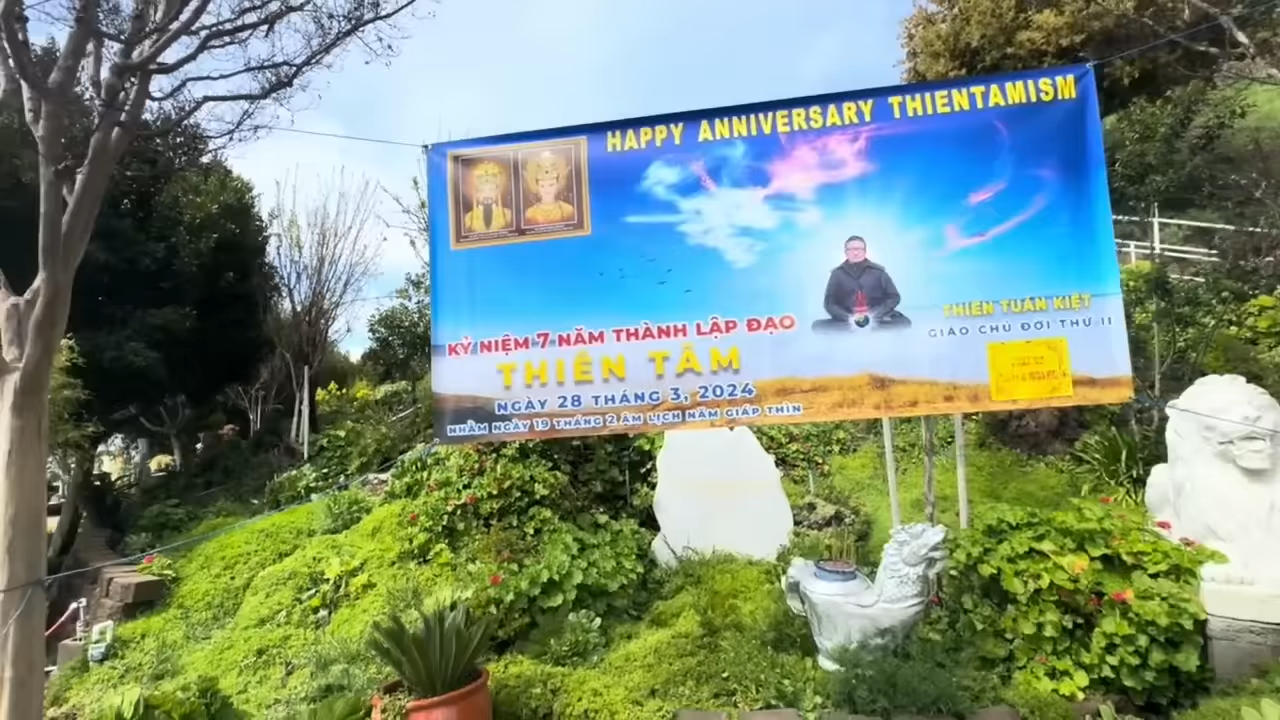 HAPPY ANNIVERSARY THIENTAMISM
KỶ NIỆM 7 NĂM THÀNH LẬP ĐẠO
THIÊN TÂM
NGÀY 28 THÁNG 3, 2024
NHẰM NGÀY 19 THÁNG 2 ÂM LỊCH NĂM GIÁP THÌN
THIÊN TUẤN KIỆT
GIÁO CHỦ ĐỜI THỨ II